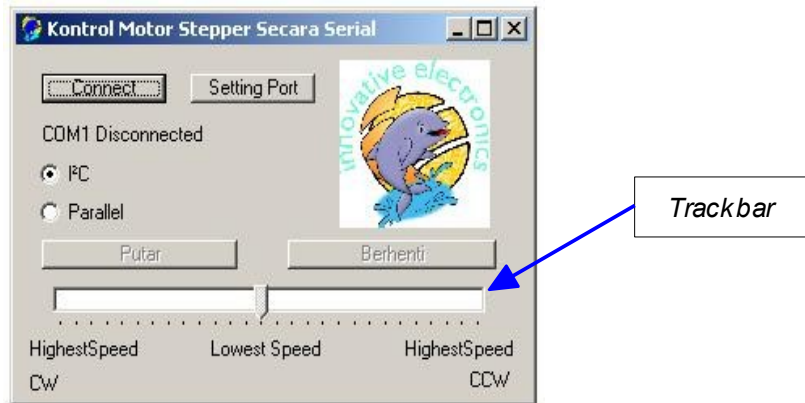 Kontrol Motor Stepper Secara Serial
Connect
Setting Port
innovative electronics
COM1 Disconnected
I²C
Parallel
Trackbar
Putar
Berhenti
HighestSpeed
Lowest Speed
HighestSpeed
CW
CCW